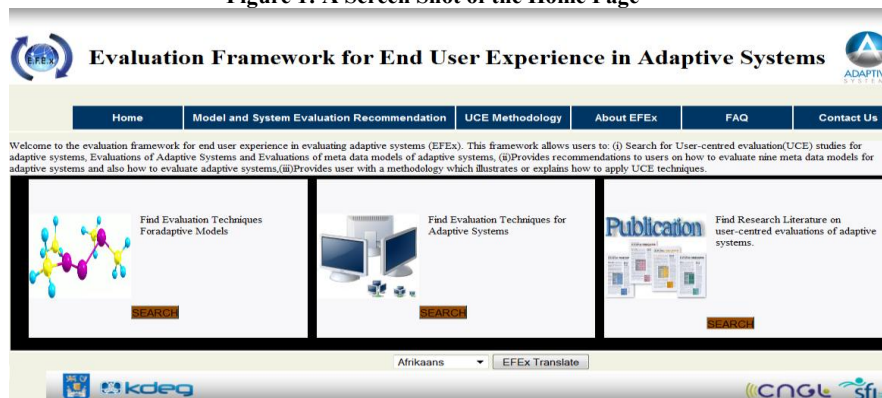 Figure 1: A Screen Shot of the Home Page
E.F.E.x
Evaluation Framework for End User Experience in Adaptive Systems
ADAPTIV
SYSTEM
Home Model and System Evaluation Recommendation UCE Methodology About EFEx FAQ Contact Us
Welcome to the evaluation framework for end user experience in evaluating adaptive systems (EFEx). This framework allows users to: (i) Search for User-centred evaluation(UCE) studies for
adaptive systems, Evaluations of Adaptive Systems and Evaluations of meta data models of adaptive systems, (ii)Provides recommendations to users on how to evaluate nine meta data models for
adaptive systems and also how to evaluate adaptive systems,(iii)Provides user with a methodology which illustrates or explains how to apply UCE techniques.
Find Evaluation Techniques
Foradaptive Models
SEARCH
Find Evaluation Techniques for
Adaptive Systems
SEARCH
Publication
Find Research Literature on
user-centred evaluations of adaptive
systems.
SEARCH
Afrikaans EFEx Translate
kdeg
CNGL sfi